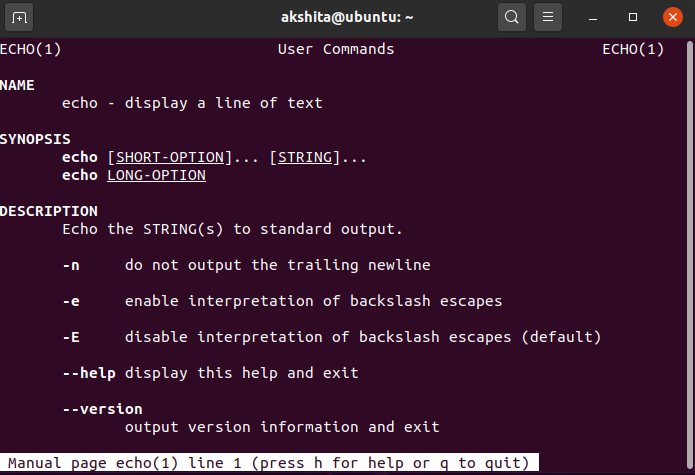 akshita@ubuntu: ~
ECHO(1) User Commands ECHO(1)
NAME
echo - display a line of text
SYNOPSIS
echo [SHORT-OPTION]... [STRING]...
echo LONG-OPTION
DESCRIPTION
Echo the STRING(s) to standard output.
-n do not output the trailing newline
-e enable interpretation of backslash escapes
-E disable interpretation of backslash escapes (default)
--help display this help and exit
--version
output version information and exit
Manual page echo(1) line 1 (press h for help or q to quit)